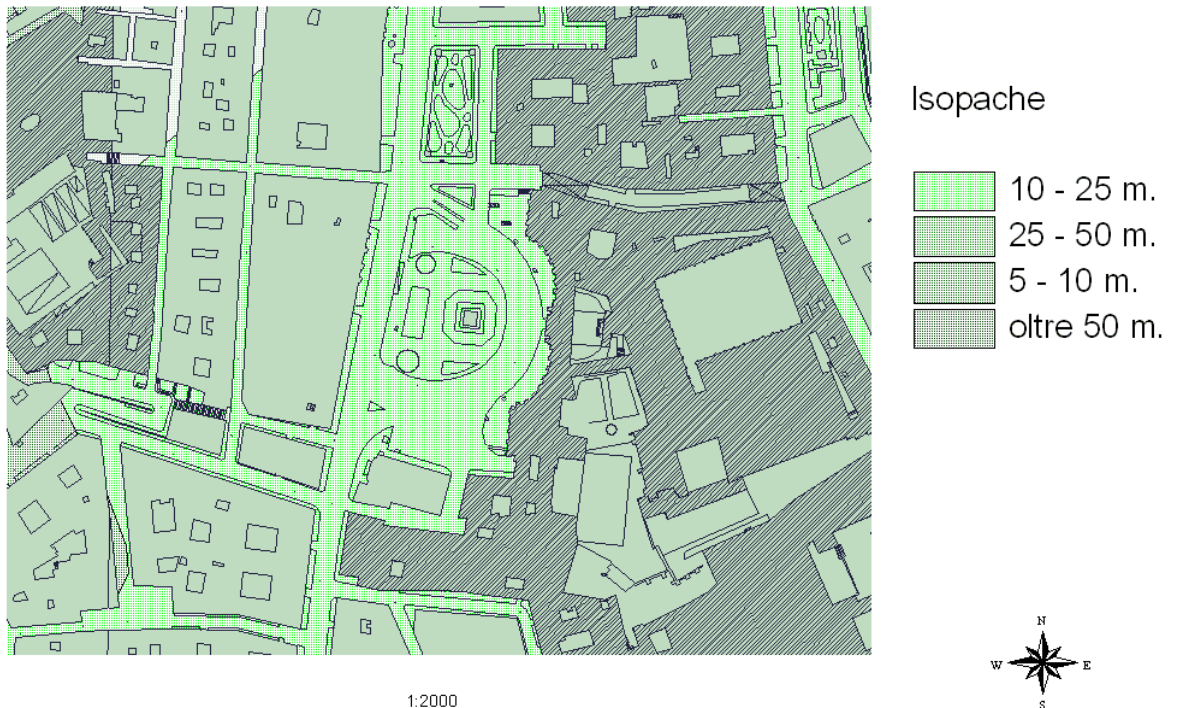 Isopache
10 - 25 m.
25 - 50 m.
5 - 10 m.
oltre 50 m.
N
W E
S
1:2000